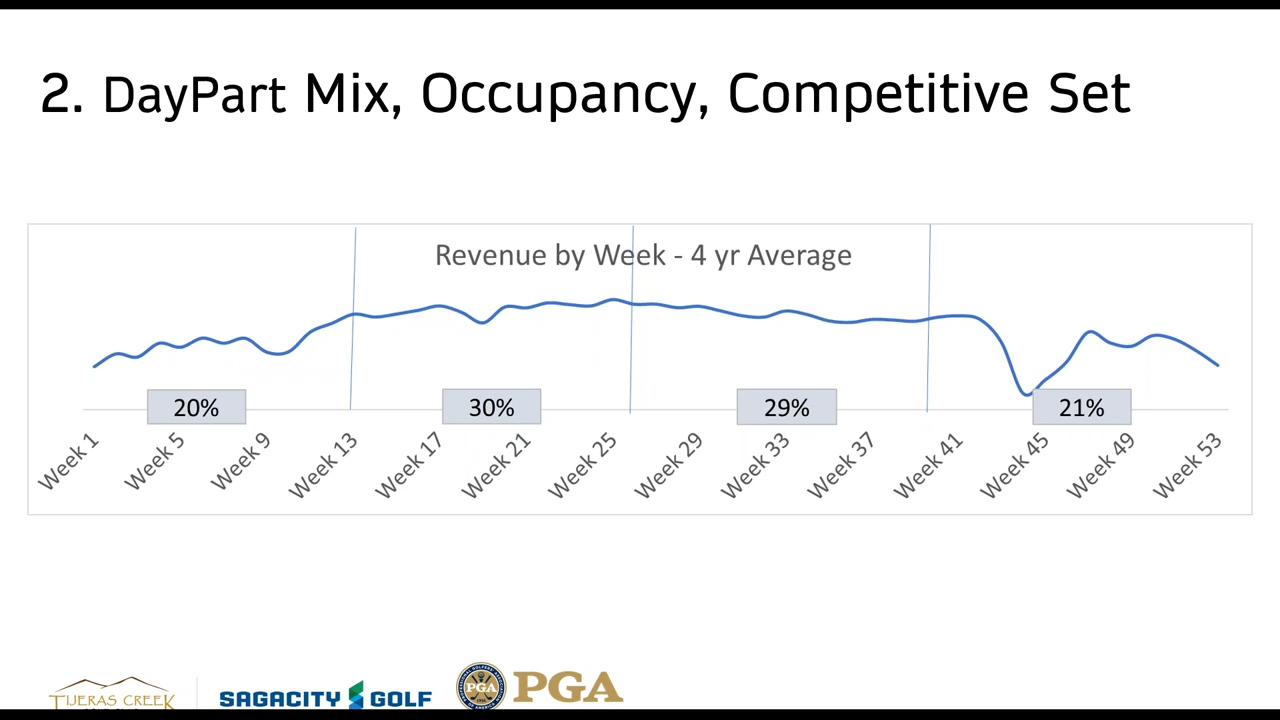 2. DayPart Mix, Occupancy, Competitive Set
Revenue by Week - 4 yr Average
20%
30%
29%
21%
Week 1
Week 5
Week 9
Week 13
Week 17
Week 21
Week 25
Week 29
Week 33
Week 37
Week 41
Week 45
Week 49
Week 53
TIJERAS CREEK
SAGACITY GOLF
PGA
PGA